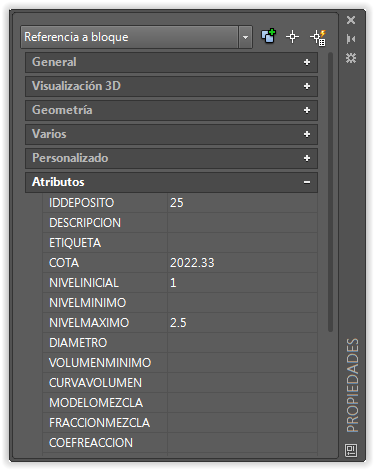 Referencia a bloque
General
Visualización 3D
Geometría
Varios
Personalizado
Atributos
IDDEPOSITO 25
DESCRIPCION
ETIQUETA
COTA 2022.33
NIVELINICIAL 1
NIVELMINIMO
NIVELMAXIMO 2.5
DIAMETRO
VOLUMENMINIMO
CURVAVOLUMEN
MODELOMEZCLA
FRACCIONMEZCLA
COEFREACCION
PROPIEDADES